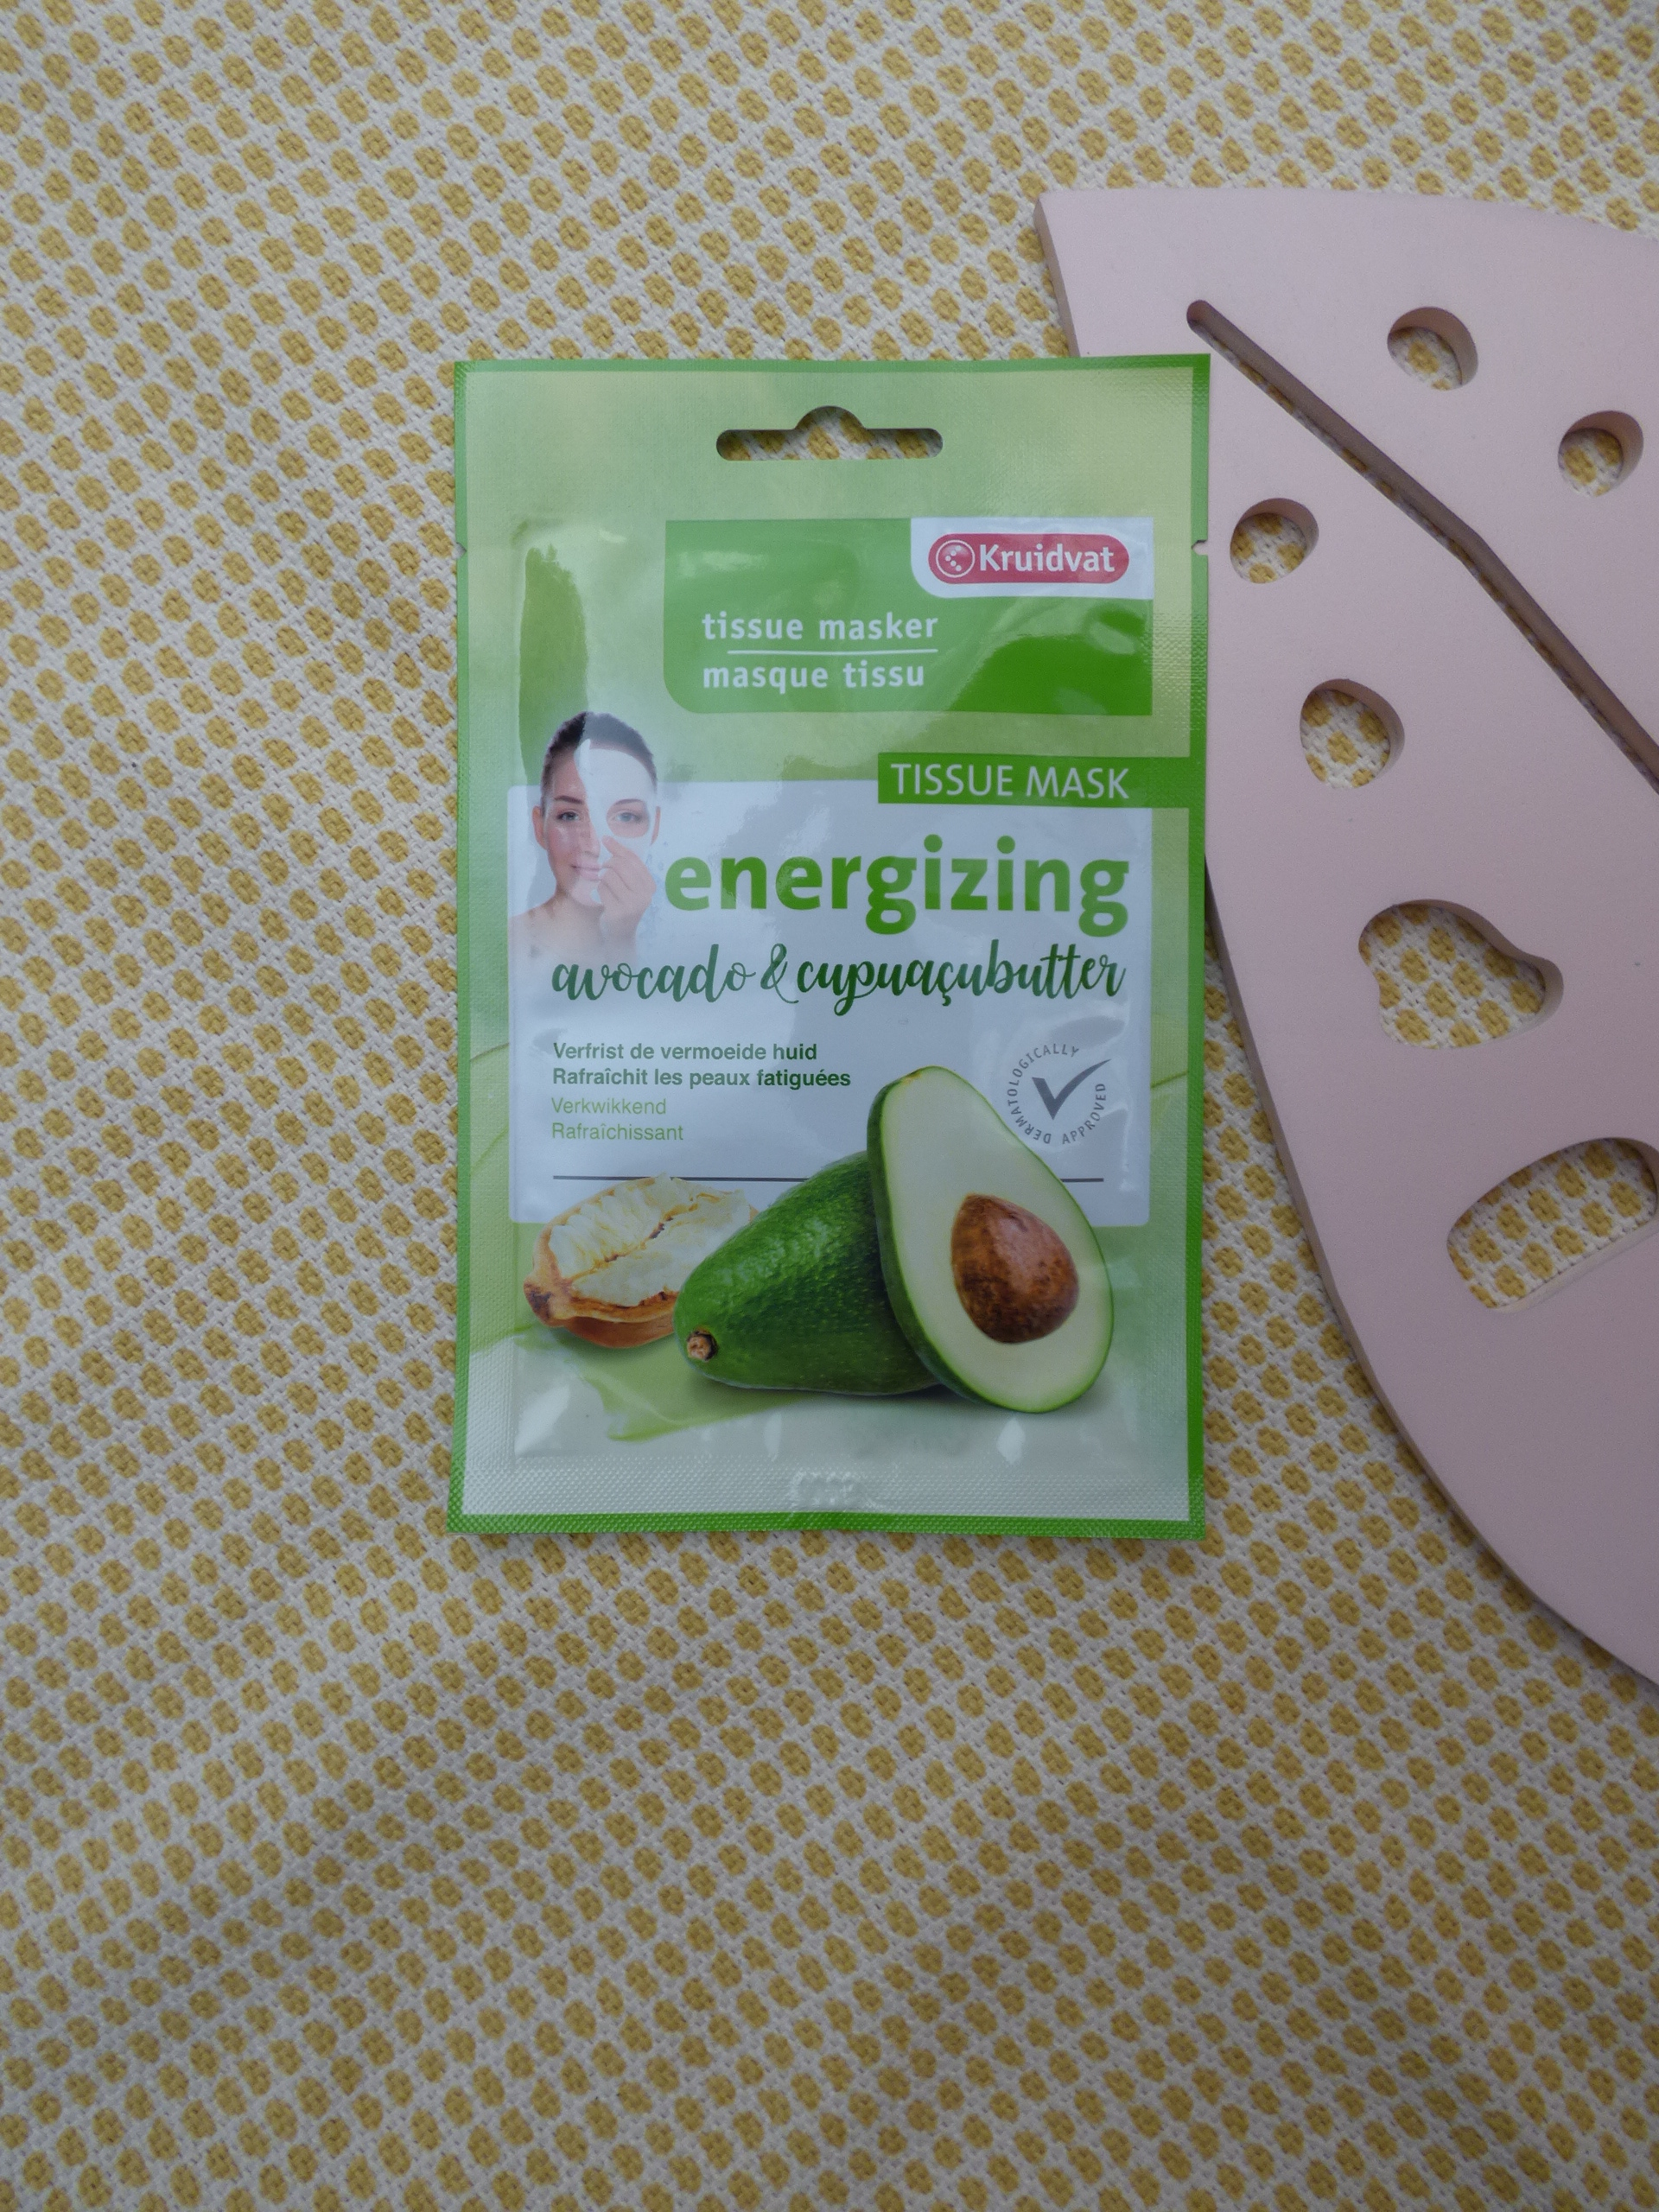 Kruidvat
tissue masker
masque tissu
TISSUE MASK
energizing
avocado & cupuaçubutter
Verfrist de vermoeide huid
Rafraîchit les peaux fatiguées
Verkwikkend
Rafraîchissant
DERMATOLOGICALLY APPROVED